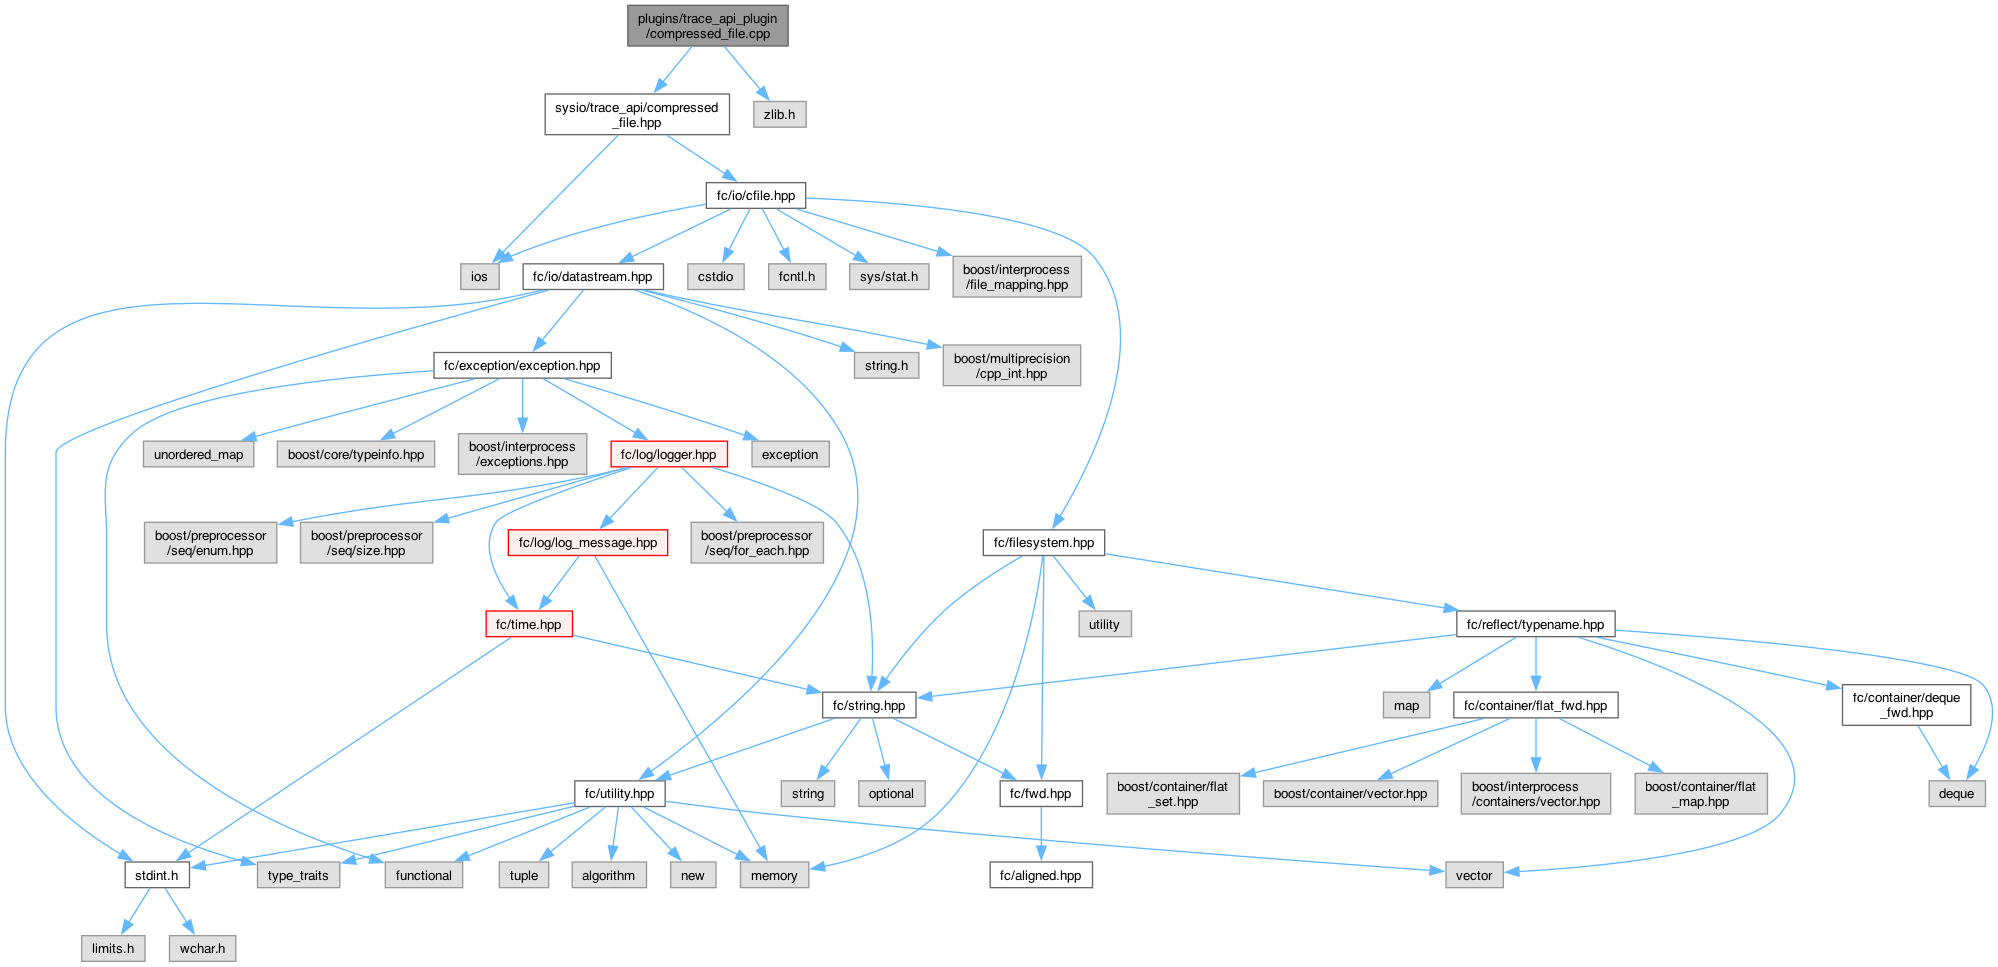 plugins/trace_api_plugin
/compressed_file.cpp
sysio/trace_api/compressed
_file.hpp
zlib.h
fc/io/cfile.hpp
ios
fc/io/datastream.hpp
cstdio
fcntl.h
sys/stat.h
boost/interprocess
/file_mapping.hpp
fc/exception/exception.hpp
string.h
boost/multiprecision
/cpp_int.hpp
unordered_map
boost/core/typeinfo.hpp
boost/interprocess
/exceptions.hpp
fc/log/logger.hpp
exception
boost/preprocessor
/seq/enum.hpp
boost/preprocessor
/seq/size.hpp
fc/log/log_message.hpp
boost/preprocessor
/seq/for_each.hpp
fc/filesystem.hpp
fc/time.hpp
utility
fc/reflect/typename.hpp
fc/string.hpp
map
fc/container/flat_fwd.hpp
fc/container/deque
_fwd.hpp
fc/utility.hpp
string
optional
fc/fwd.hpp
boost/container/flat
_set.hpp
boost/container/vector.hpp
boost/interprocess
/containers/vector.hpp
boost/container/flat
_map.hpp
deque
stdint.h
type_traits
functional
tuple
algorithm
new
memory
fc/aligned.hpp
vector
limits.h
wchar.h